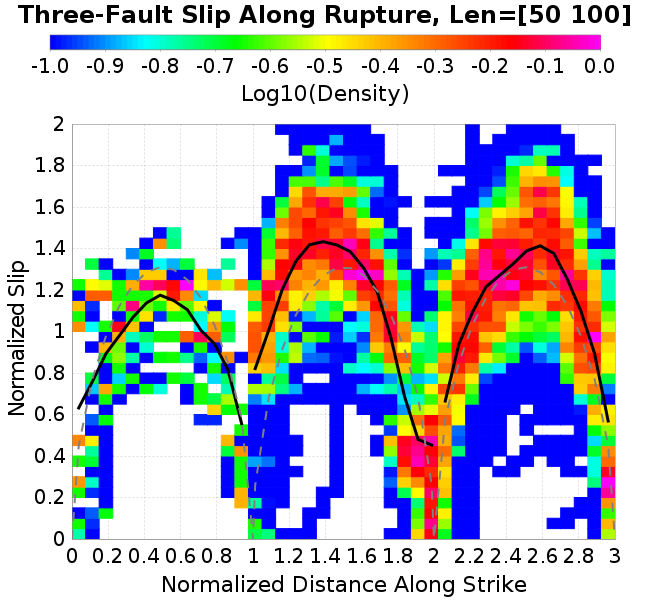 Three-Fault Slip Along Rupture, Len=[50 100]
-1.0 -0.9 -0.8 -0.7 -0.6 -0.5 -0.4 -0.3 -0.2 -0.1 0.0
Log10(Density)
Normalized Slip
2
1.8
1.6
1.4
1.2
1
0.8
0.6
0.4
0.2
0
0 0.2 0.4 0.6 0.8 1 1.2 1.4 1.6 1.8 2 2.2 2.4 2.6 2.8 3
Normalized Distance Along Strike